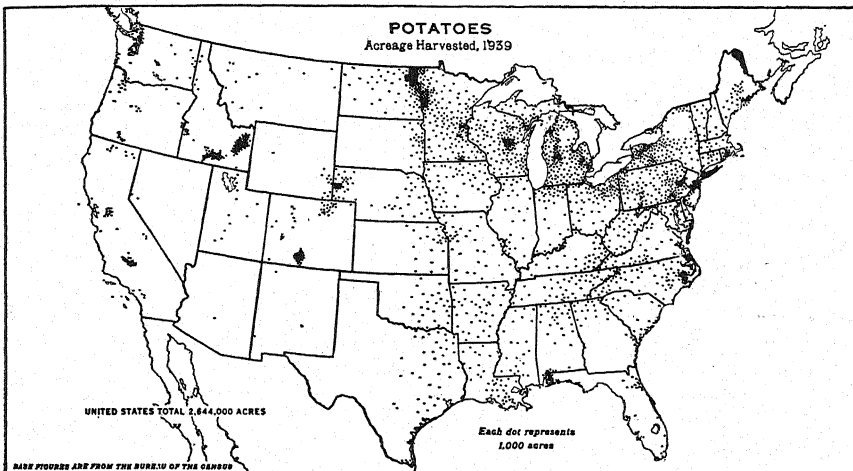 POTATOES
Acreage Harvested, 1939
UNITED STATES TOTAL 2,644,000 ACRES
Each dot represents
1,000 acres
BASE FIGURES ARE FROM THE BUREAU OF THE CENSUS